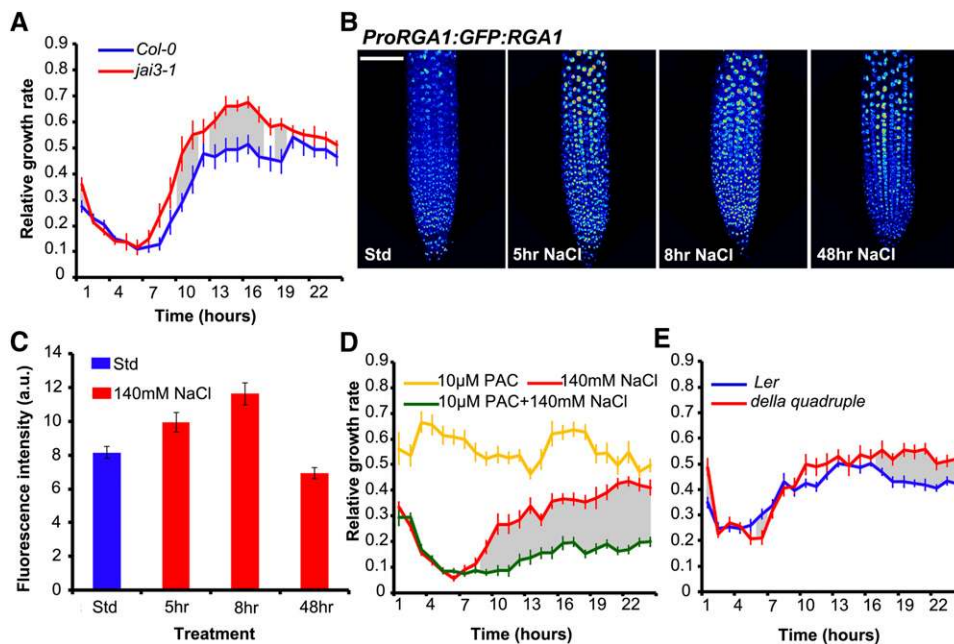 A
Col-0
jai3-1
0.9
0.8
0.7
0.6
0.5
0.4
0.3
0.2
0.1
0
Relative growth rate
1 4 7 10 13 16 19 22
Time (hours)
B
ProRGA1:GFP:RGA1
Std
5hr NaCl
8hr NaCl
48hr NaCl
C
Std
140mM NaCl
14
12
10
8
6
4
2
0
Fluorescence intensity (a.u.)
Std 5hr 8hr 48hr
Treatment
D
10µM PAC 140mM NaCl
10µM PAC+140mM NaCl
0.9
0.8
0.7
0.6
0.5
0.4
0.3
0.2
0.1
0
Relative growth rate
1 4 7 10 13 16 19 22
Time (hours)
E
Ler
della quadruple
0.9
0.8
0.7
0.6
0.5
0.4
0.3
0.2
0.1
0
1 4 7 10 13 16 19 22
Time (hours)